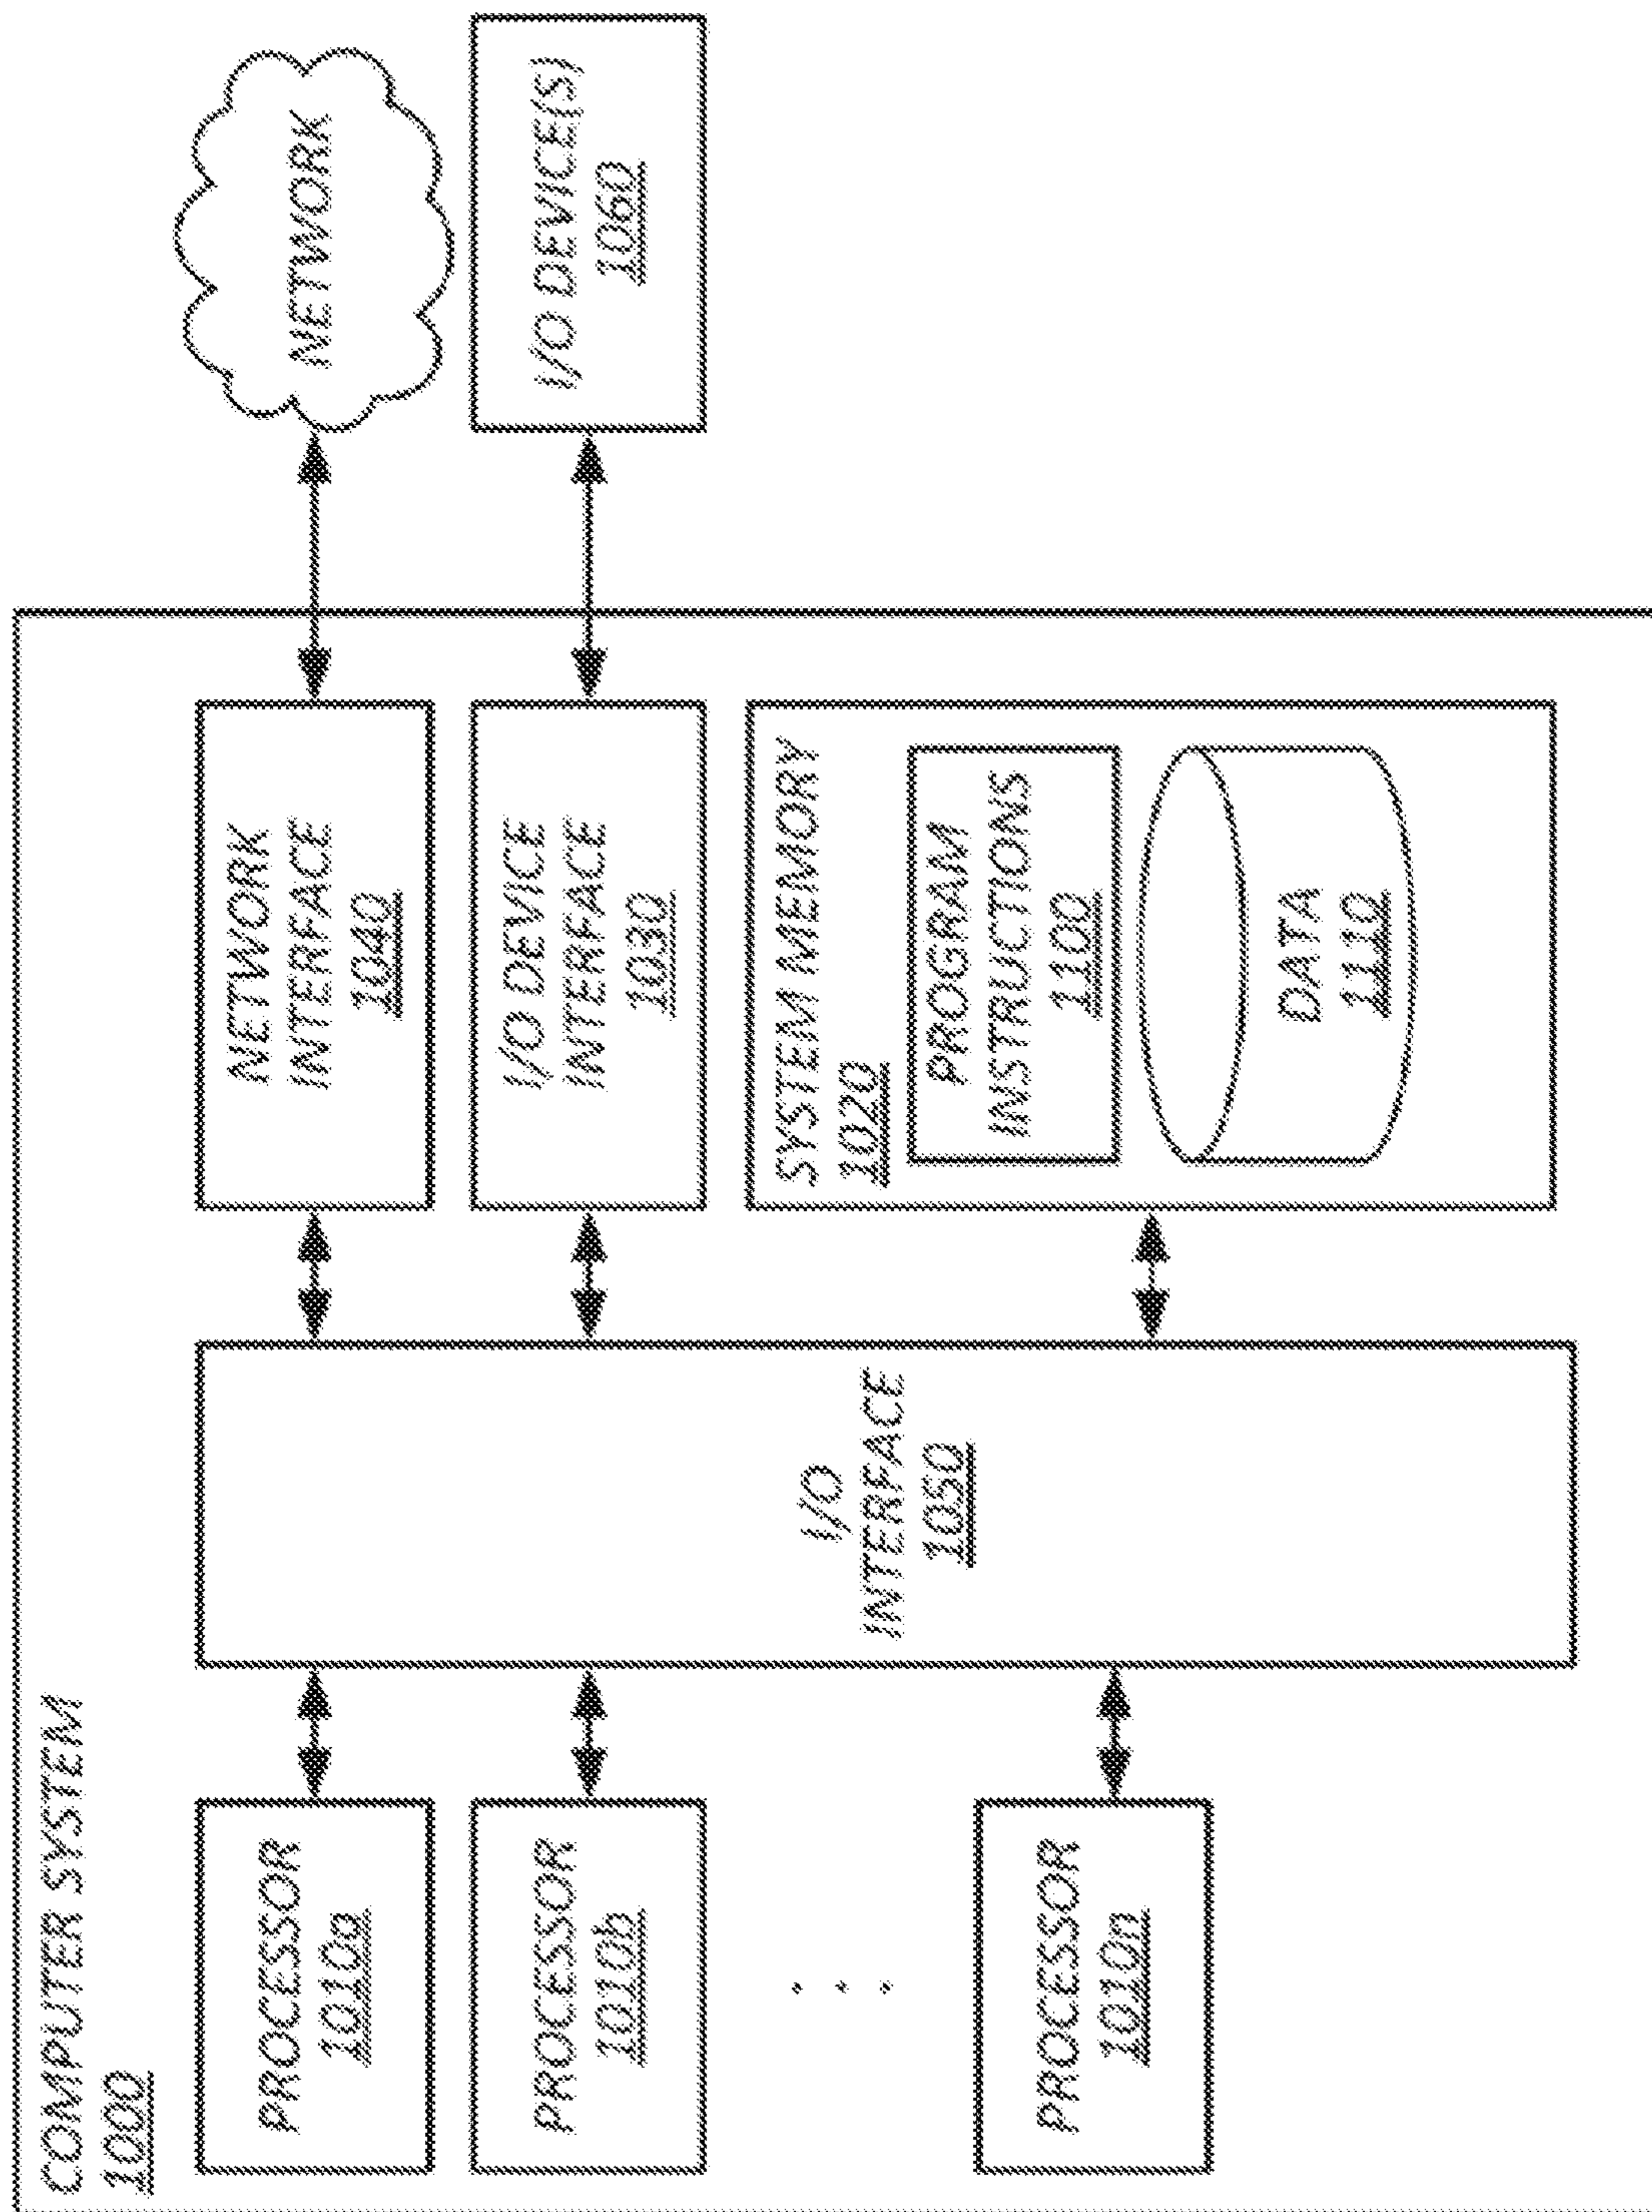 COMPUTER SYSTEM
1000
PROCESSOR
1010a
PROCESSOR
1010b
. . .
PROCESSOR
1010n
I/O
INTERFACE
1050
NETWORK
INTERFACE
1040
I/O DEVICE
INTERFACE
1030
SYSTEM MEMORY
1020
PROGRAM
INSTRUCTIONS
1100
DATA
1110
NETWORK
I/O DEVICE(S)
1060